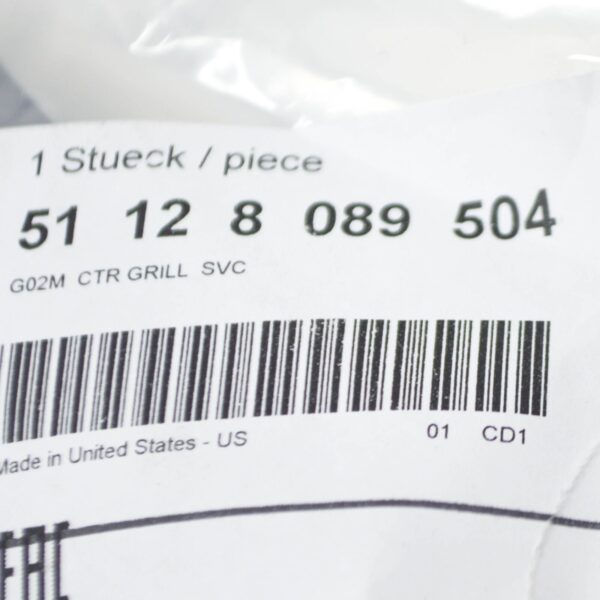 1 Stueck / piece
51 12 8 089 504
G02M CTR GRILL SVC
Made in United States - US 01 CD1
EAC